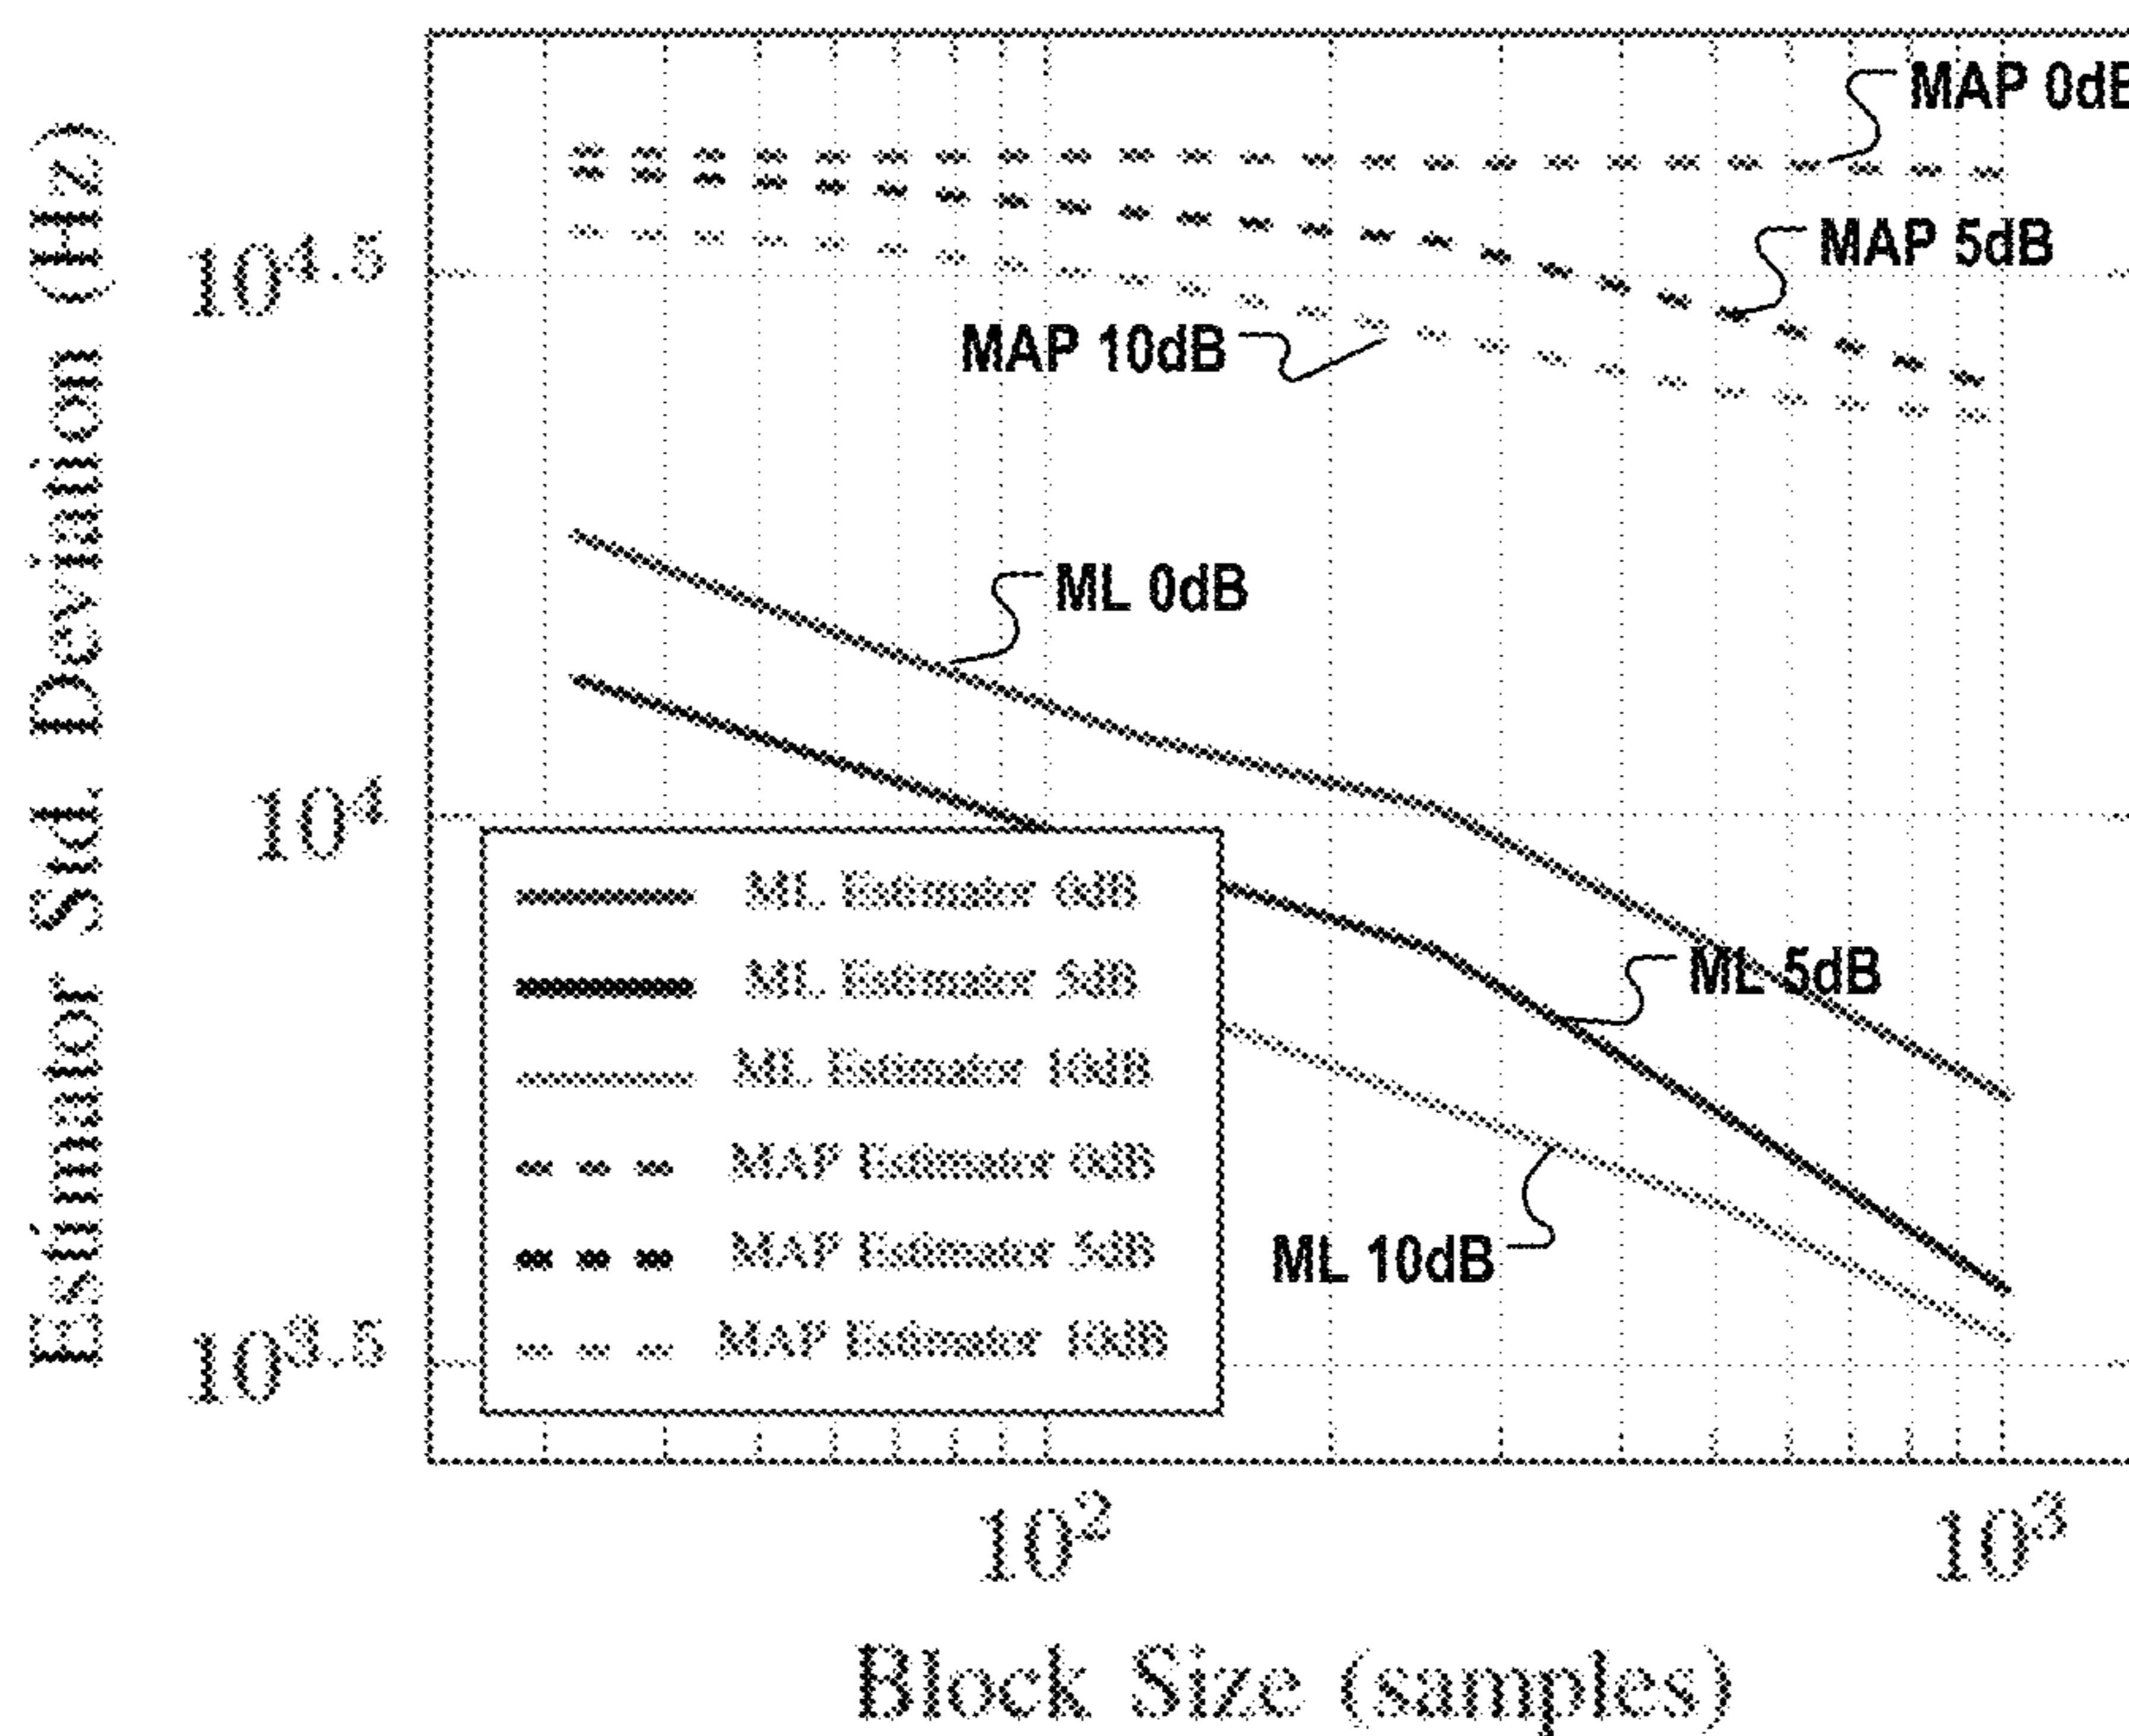 Estimator Std. Deviation (Hz)
10^4.5
10^4
10^3.5
MAP 0dB
MAP 5dB
MAP 10dB
ML 0dB
ML 5dB
ML 10dB
ML Estimator 0dB
ML Estimator 5dB
ML Estimator 10dB
MAP Estimator 0dB
MAP Estimator 5dB
MAP Estimator 10dB
10^2
10^3
Block Size (samples)